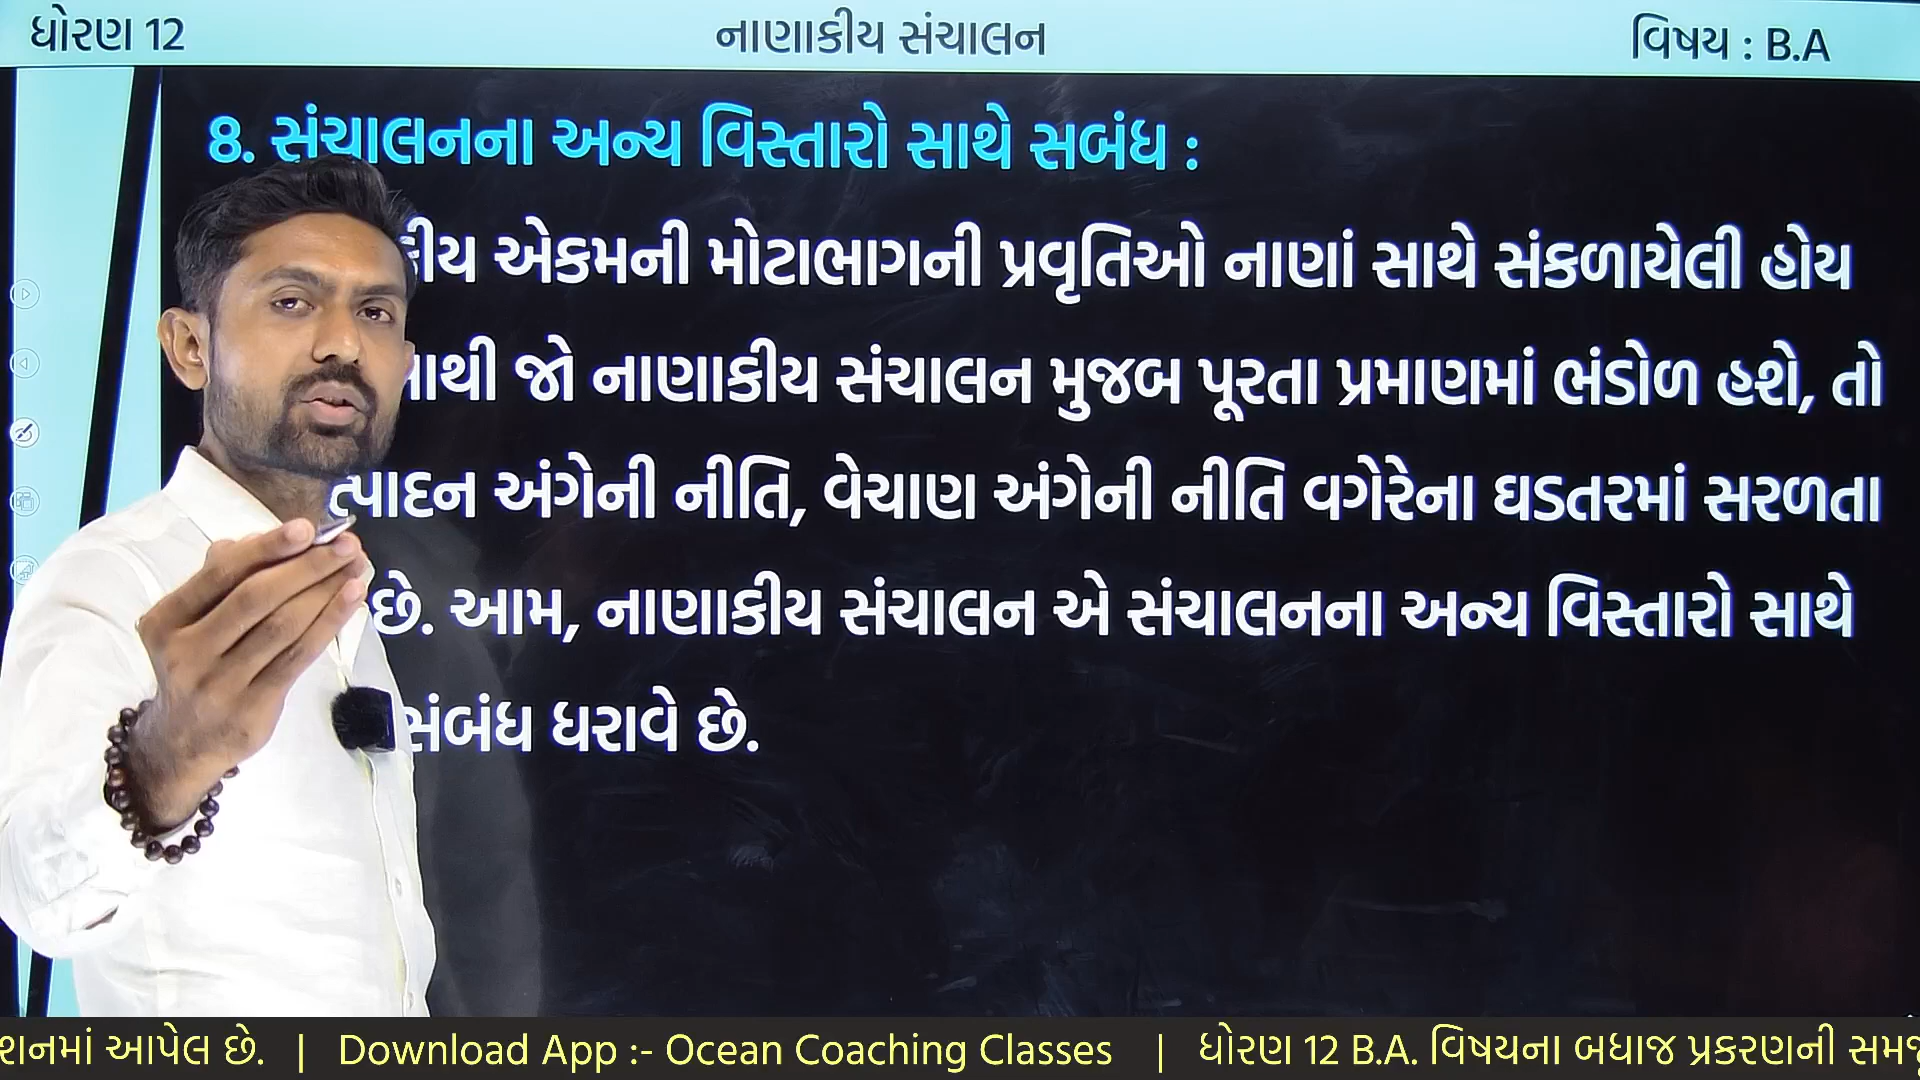 ધોરણ 12
નાણાકીય સંચાલન
વિષય : B.A
8. સંચાલનના અન્ય વિસ્તારો સાથે સબંધ :
એકમની મોટાભાગની પ્રવૃતિઓ નાણાં સાથે સંકળાયેલી હોય
જો નાણાકીય સંચાલન મુજબ પૂરતા પ્રમાણમાં ભંડોળ હશે, તો
અંગેની નીતિ, વેચાણ અંગેની નીતિ વગેરેના ઘડતરમાં સરળતા
છે. આમ, નાણાકીય સંચાલન એ સંચાલનના અન્ય વિસ્તારો સાથે
સંબંધ ધરાવે છે.
આપેલ છે. | Download App :- Ocean Coaching Classes | ધોરણ 12 B.A. વિષયના બધાજ પ્રકરણની